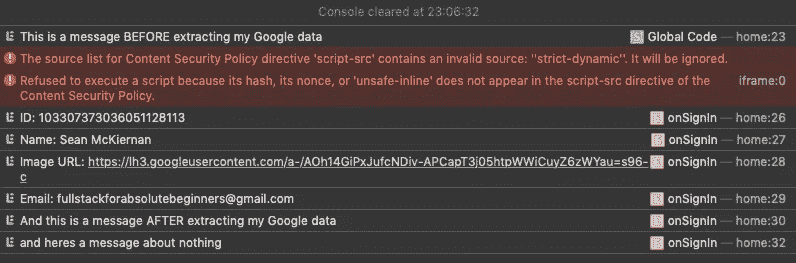 Console cleared at 23:06:32
This is a message BEFORE extracting my Google data
Global Code — home:23
The source list for Content Security Policy directive 'script-src' contains an invalid source: ''strict-dynamic''. It will be ignored.
Refused to execute a script because its hash, its nonce, or 'unsafe-inline' does not appear in the script-src directive of the
iframe:0
Content Security Policy.
ID: 103307373036051128113
onSignIn — home:26
Name: Sean McKiernan
onSignIn — home:27
Image URL: https://lh3.googleusercontent.com/a-/AOh14GiPxJufcNDiv-APCapT3j05htpWWiCuyZ6zWYau=s96-
onSignIn — home:28
c
Email: fullstackforabsolutebeginners@gmail.com
onSignIn — home:29
And this is a message AFTER extracting my Google data
onSignIn — home:30
and heres a message about nothing
onSignIn — home:32